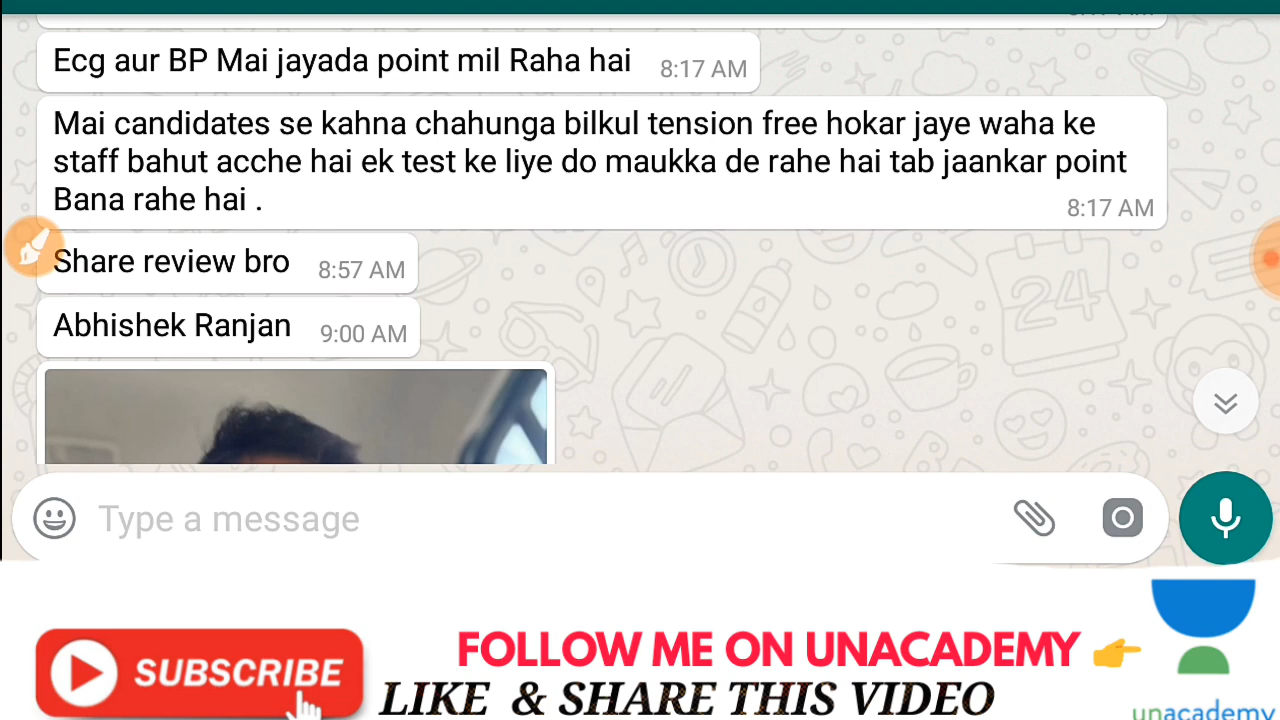 Ecg aur BP Mai jayada point mil Raha hai 8:17 AM
Mai candidates se kahna chahunga bilkul tension free hokar jaye waha ke
staff bahut acche hai ek test ke liye do maukka de rahe hai tab jaankar point
Bana rahe hai .
8:17 AM
Share review bro 8:57 AM
Abhishek Ranjan 9:00 AM
24
Type a message
SUBSCRIBE
FOLLOW ME ON UNACADEMY
LIKE & SHARE THIS VIDEO
unacademy